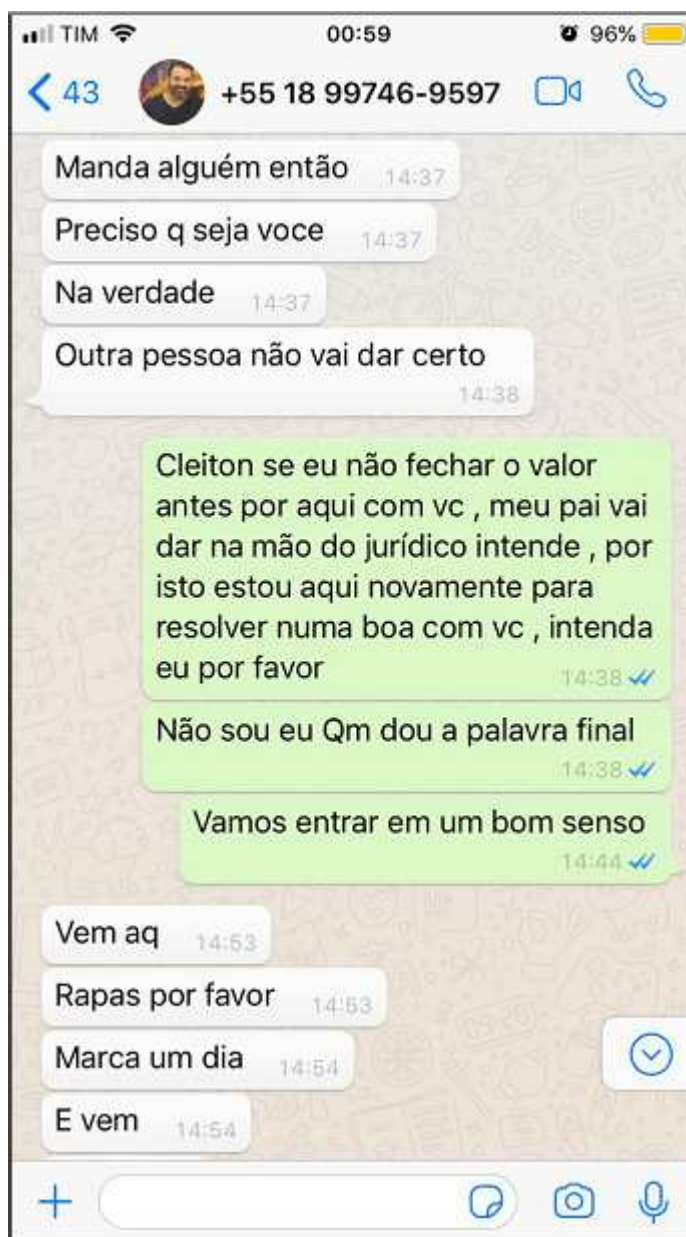 TIM 00:59 96%
43 +55 18 99746-9597
Manda alguém então 14:37
Preciso q seja voce 14:37
Na verdade 14:37
Outra pessoa não vai dar certo
14:38
Cleiton se eu não fechar o valor
antes por aqui com vc , meu pai vai
dar na mão do jurídico intende , por
isto estou aqui novamente para
resolver numa boa com vc , intenda
eu por favor 14:38
Não sou eu Qm dou a palavra final
14:38
Vamos entrar em um bom senso
14:44
Vem aq 14:53
Rapas por favor 14:53
Marca um dia 14:54
E vem 14:54